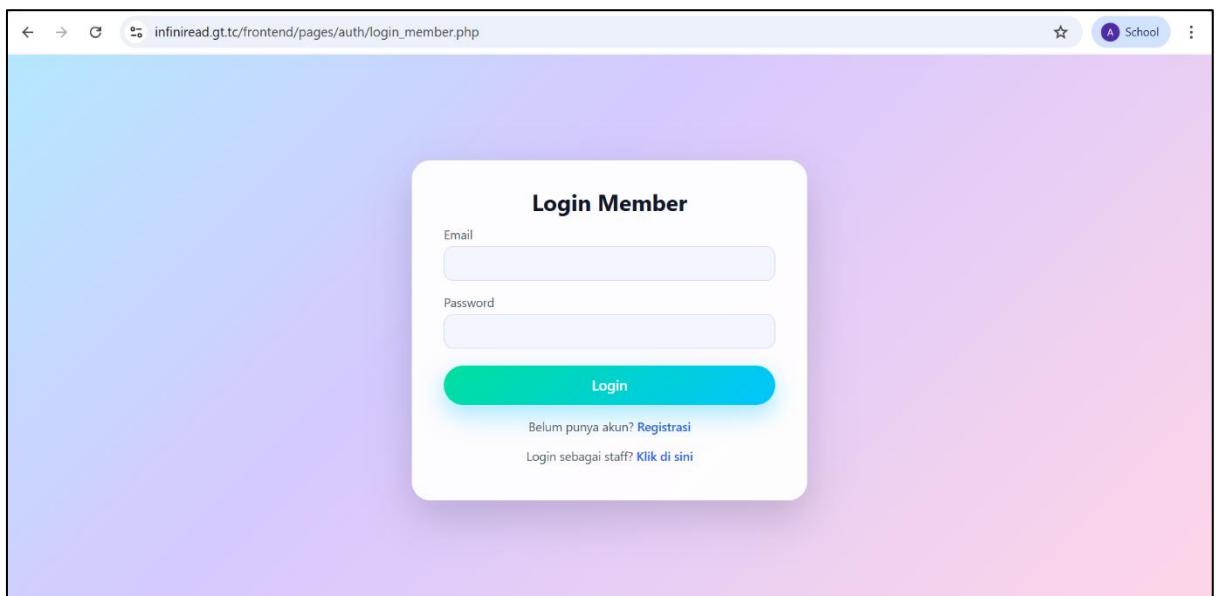 infiniread.gt.tc/frontend/pages/auth/login_member.php
A School
Login Member
Email
Password
Login
Belum punya akun? Registrasi
Login sebagai staff? Klik di sini